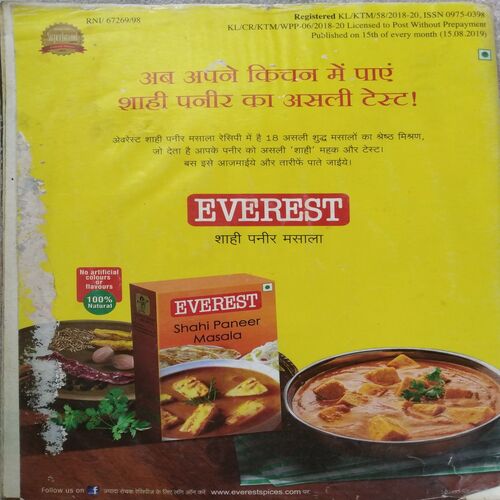 RNI/ 67269/98
Registered KL/KTM/58/2018-20, ISSN 0975-0398
KL/CR/KTM/WPP-06/2018-20 Licensed to Post Without Prepayment
Published on 15th of every month (15.08.2019)
अब अपने किचन में पाएं
शाही पनीर का असली टेस्ट!
एवरेस्ट शाही पनीर मसाला रेसिपी में है 18 असली शुद्ध मसालों का श्रेष्ठ मिश्रण,
जो देता है आपके पनीर को असली 'शाही' महक और टेस्ट।
बस इसे आजमाईये और तारीफें पाते जाईये।
EVEREST
शाही पनीर मसाला
No artificial
colours
or
flavours
100%
Natural
EVEREST
Shahi Paneer
Masala
Follow us on f ज़्यादा रोचक रेसिपीज़ के लिए लॉग ऑन करें www.everestspices.com पर